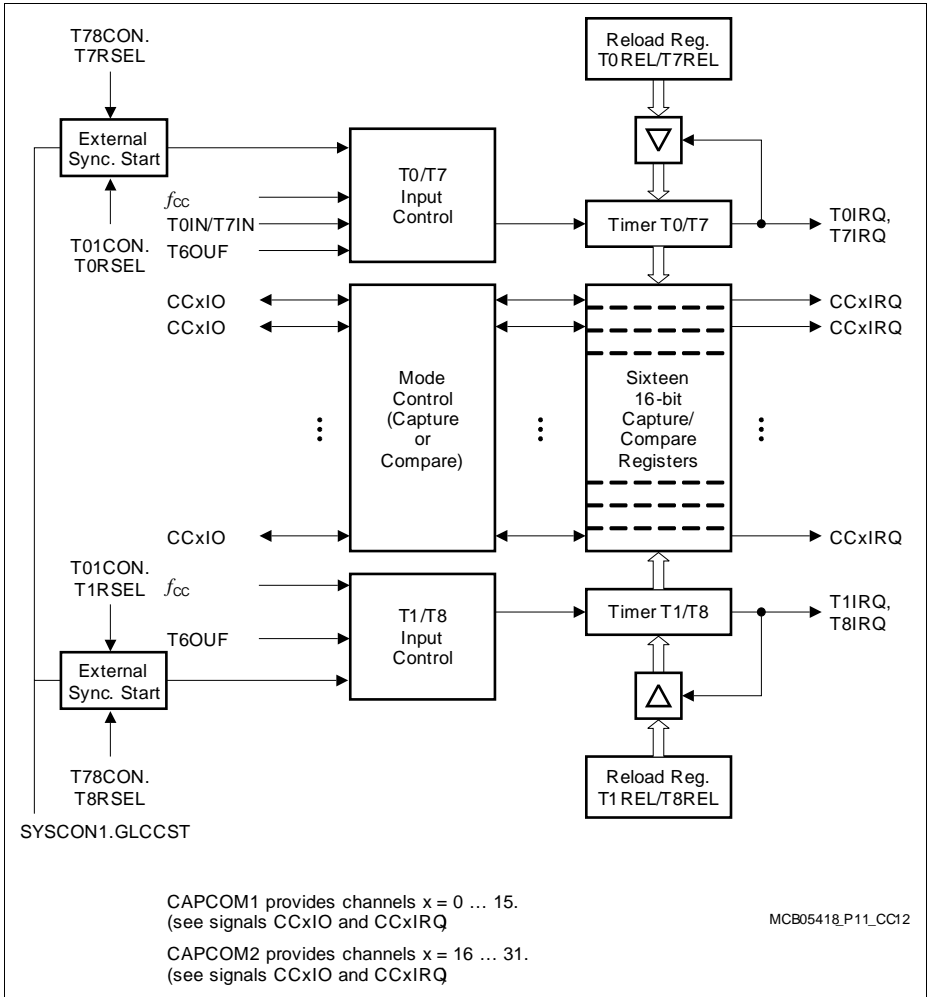 T78CON.
T7RSEL
Reload Reg.
T0REL/T7REL
External
Sync. Start
T0/T7
Input
Control
fCC
T0IN/T7IN
T6OUF
Timer T0/T7
T0IRQ,
T7IRQ
T01CON.
T0RSEL
CCxIO
CCxIO
CCxIRQ
CCxIRQ
Mode
Control
(Capture
or
Compare)
Sixteen
16-bit
Capture/
Compare
Registers
CCxIO
CCxIRQ
T01CON.
T1RSEL
fCC
T6OUF
T1/T8
Input
Control
Timer T1/T8
T1IRQ,
T8IRQ
External
Sync. Start
T78CON.
T8RSEL
Reload Reg.
T1REL/T8REL
SYSCON1.GLCCST
CAPCOM1 provides channels x = 0 … 15.
(see signals CCxIO and CCxIRQ)
MCB05418_P11_CC12
CAPCOM2 provides channels x = 16 … 31.
(see signals CCxIO and CCxIRQ)